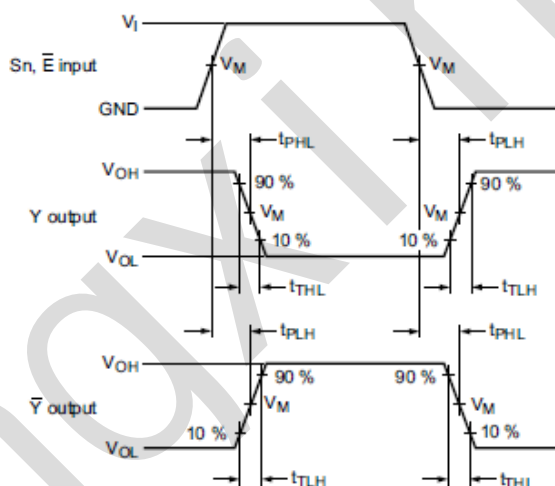 VI
Sn, E̅ input
VM
VM
GND
tPHL
tPLH
VOH
90 %
90 %
Y output
VM
VM
10 %
10 %
VOL
tTHL
tTLH
tPLH
tPHL
VOH
90 %
90 %
Y̅ output
VM
VM
10 %
10 %
VOL
tTLH
tTHL